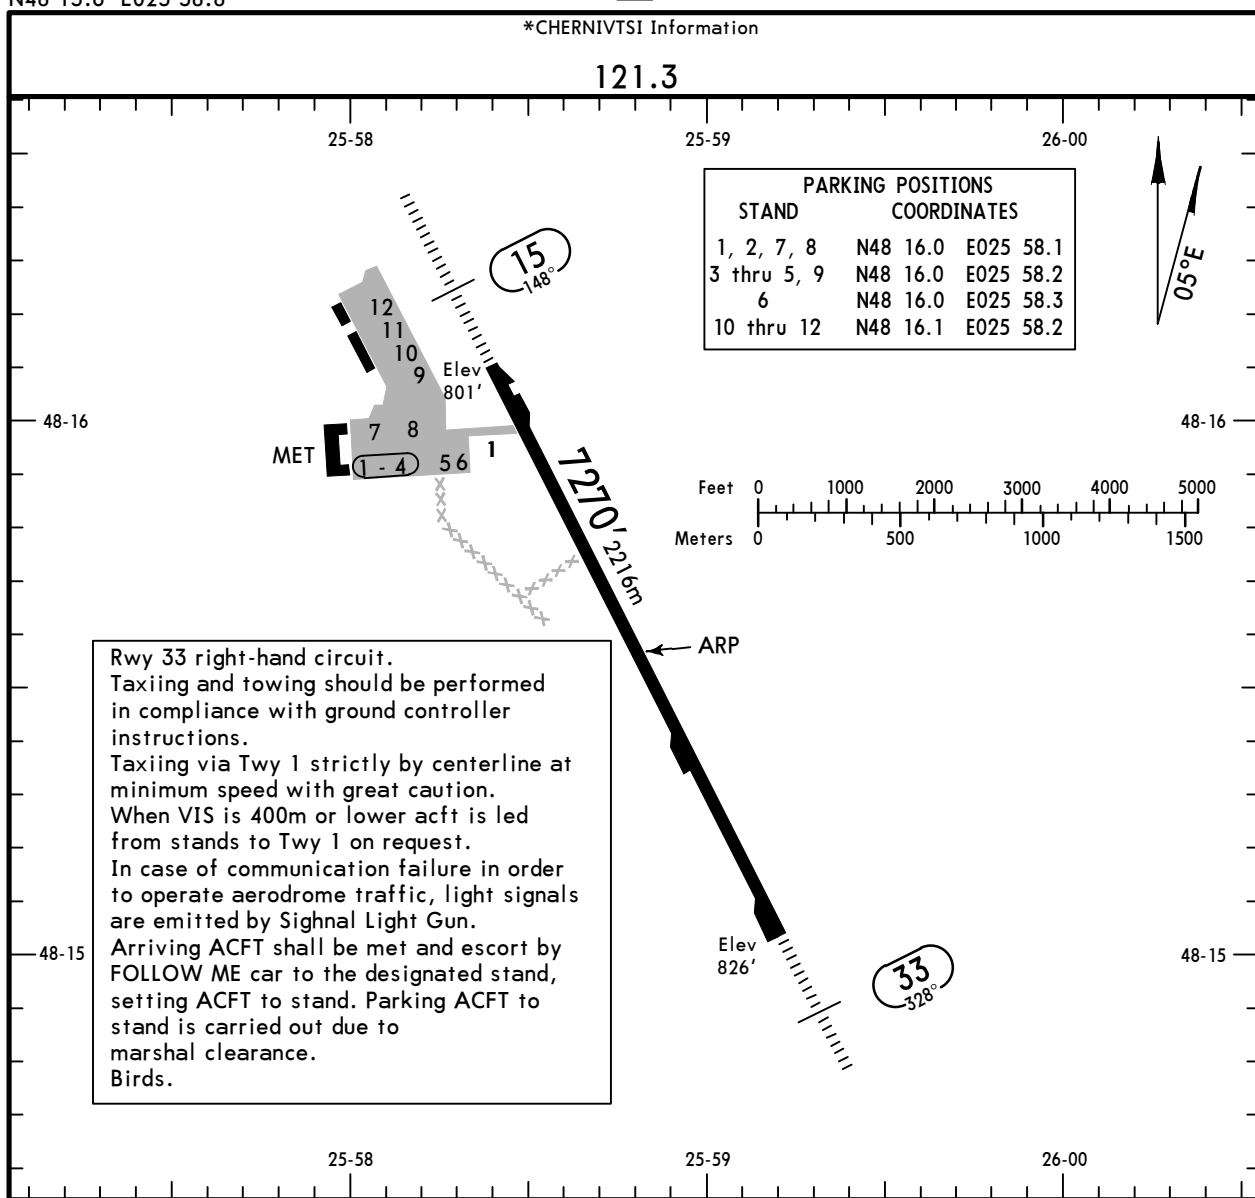 *CHERNIVTSI Information
121.3
25-58
25-59
26-00
PARKING POSITIONS
STAND COORDINATES
1, 2, 7, 8 N48 16.0 E025 58.1
3 thru 5, 9 N48 16.0 E025 58.2
6 N48 16.0 E025 58.3
10 thru 12 N48 16.1 E025 58.2
05°E
15
148°
12
11
10
9
Elev
801'
48-16
48-16
7
8
MET
1 - 4
5 6
1
7270'
2216m
Feet 0 1000 2000 3000 4000 5000
Meters 0 500 1000 1500
ARP
Rwy 33 right-hand circuit.
Taxiing and towing should be performed
in compliance with ground controller
instructions.
Taxiing via Twy 1 strictly by centerline at
minimum speed with great caution.
When VIS is 400m or lower acft is led
from stands to Twy 1 on request.
In case of communication failure in order
to operate aerodrome traffic, light signals
are emitted by Sighnal Light Gun.
Arriving ACFT shall be met and escort by
FOLLOW ME car to the designated stand,
setting ACFT to stand. Parking ACFT to
stand is carried out due to
marshal clearance.
Birds.
48-15
48-15
Elev
826'
33
328°
25-58
25-59
26-00